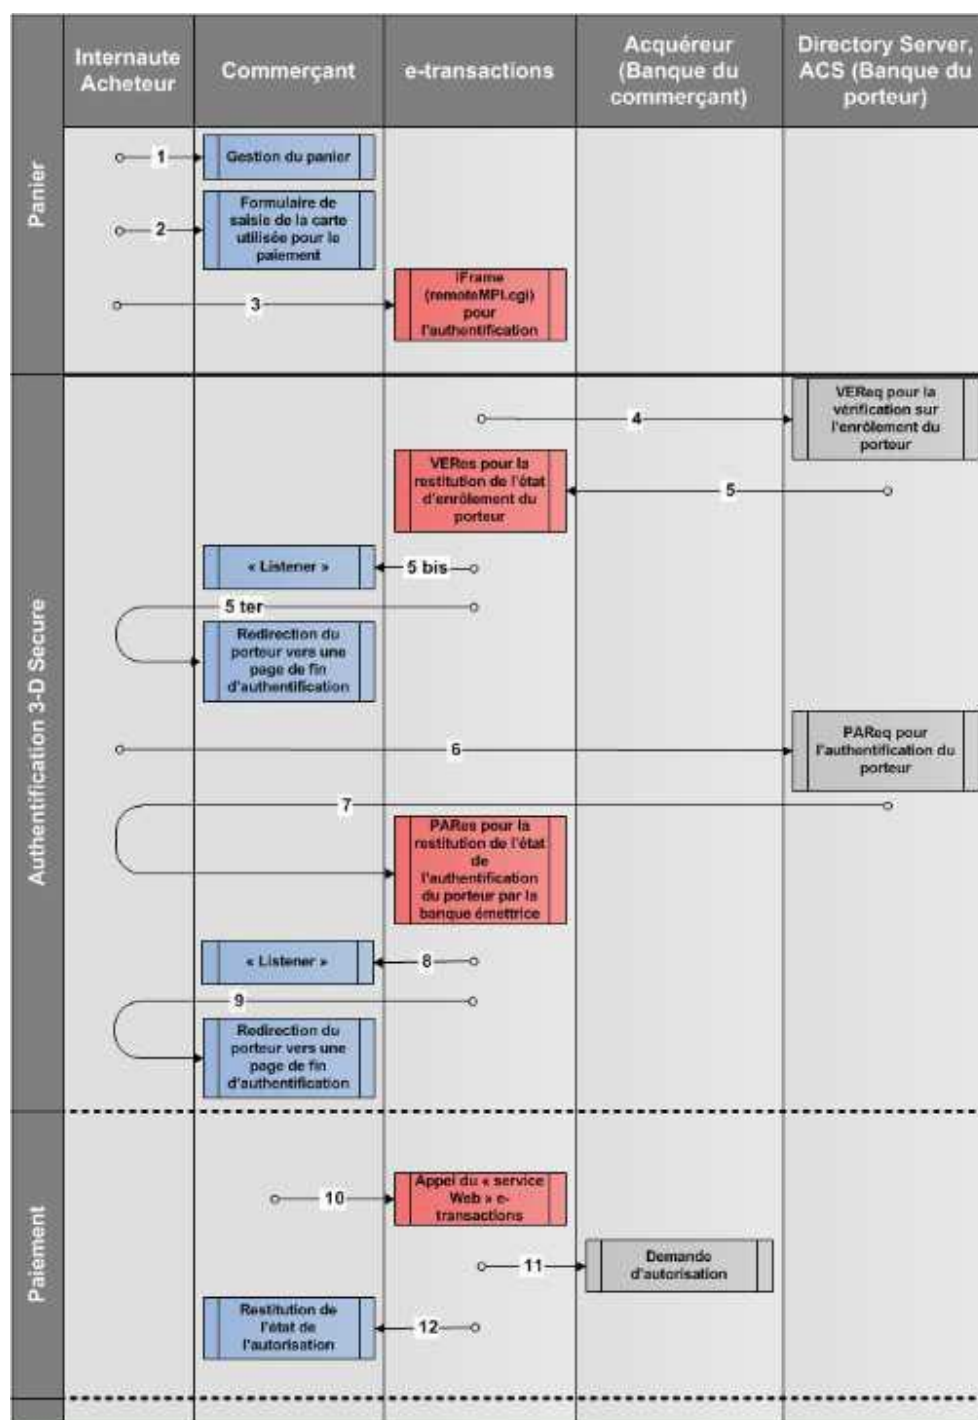 Internaute
Acheteur
Commerçant
e-transactions
Acquéreur
(Banque du
commerçant)
Directory Server,
ACS (Banque du
porteur)
Panier
1
Gestion du panier
2
Formulaire de
saisie de la carte
utilisée pour le
paiement
3
iFrame
(remoteMPI.cgi)
pour
l'authentification
Authentification 3-D Secure
4
VEReq pour la
vérification sur
l'enrôlement du
porteur
VERes pour la
restitution de l'état
d'enrôlement du
porteur
5
« Listener »
5 bis
5 ter
Redirection du
porteur vers une
page de fin
d'authentification
6
PAReq pour
l'authentification du
porteur
7
PARes pour la
restitution de l'état
de
l'authentification
du porteur par la
banque émettrice
« Listener »
8
9
Redirection du
porteur vers une
page de fin
d'authentification
Paiement
10
Appel du « service
Web » e-
transactions
11
Demande
d'autorisation
Restitution de
l'état de
l'autorisation
12